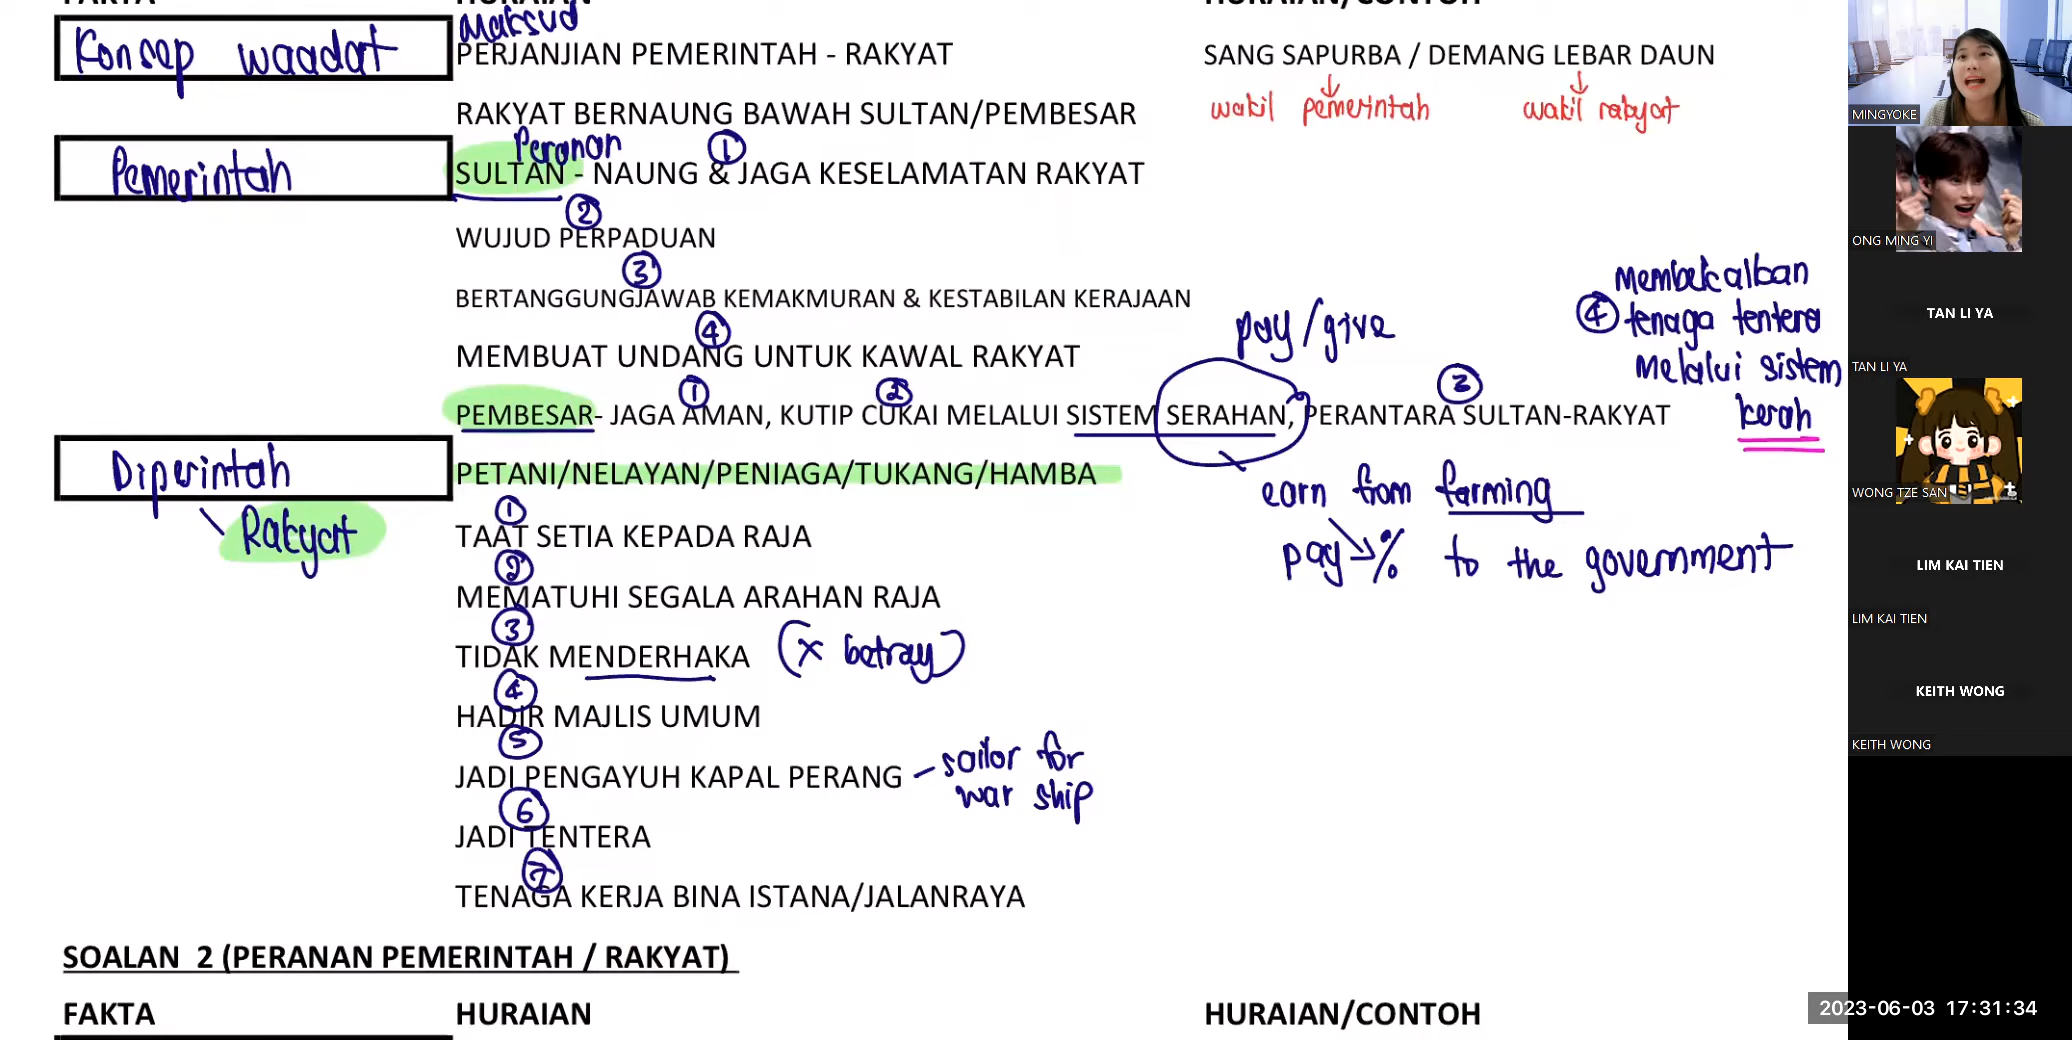 FAKTA HURAIAN HURAIAN/CONTOH
Maksud
Konsep waadat PERJANJIAN PEMERINTAH - RAKYAT SANG SAPURBA / DEMANG LEBAR DAUN
wakil pemerintah wakil rakyat
RAKYAT BERNAUNG BAWAH SULTAN/PEMBESAR
Peranan 1
Pemerintah SULTAN - NAUNG & JAGA KESELAMATAN RAKYAT
2
WUJUD PERPADUAN
3
BERTANGGUNGJAWAB KEMAKMURAN & KESTABILAN KERAJAAN
4
MEMBUAT UNDANG UNTUK KAWAL RAKYAT
pay/give
4 Membekalkan
tenaga tentera
melalui sistem
kerah
1 2 3
PEMBESAR- JAGA AMAN, KUTIP CUKAI MELALUI SISTEM SERAHAN, PERANTARA SULTAN-RAKYAT
Diperintah PETANI/NELAYAN/PENIAGA/TUKANG/HAMBA
Rakyat
earn from farming
pay % to the government
1
TAAT SETIA KEPADA RAJA
2
MEMATUHI SEGALA ARAHAN RAJA
3
TIDAK MENDERHAKA (x betray)
4
HADIR MAJLIS UMUM
5
JADI PENGAYUH KAPAL PERANG - sailor for
war ship
6
JADI TENTERA
7
TENAGA KERJA BINA ISTANA/JALANRAYA
SOALAN 2 (PERANAN PEMERINTAH / RAKYAT)
FAKTA HURAIAN HURAIAN/CONTOH
MINGYOKE
ONG MING YI
TAN LI YA
TAN LI YA
WONG TZE SAN
LIM KAI TIEN
LIM KAI TIEN
KEITH WONG
KEITH WONG
2023-06-03 17:31:34